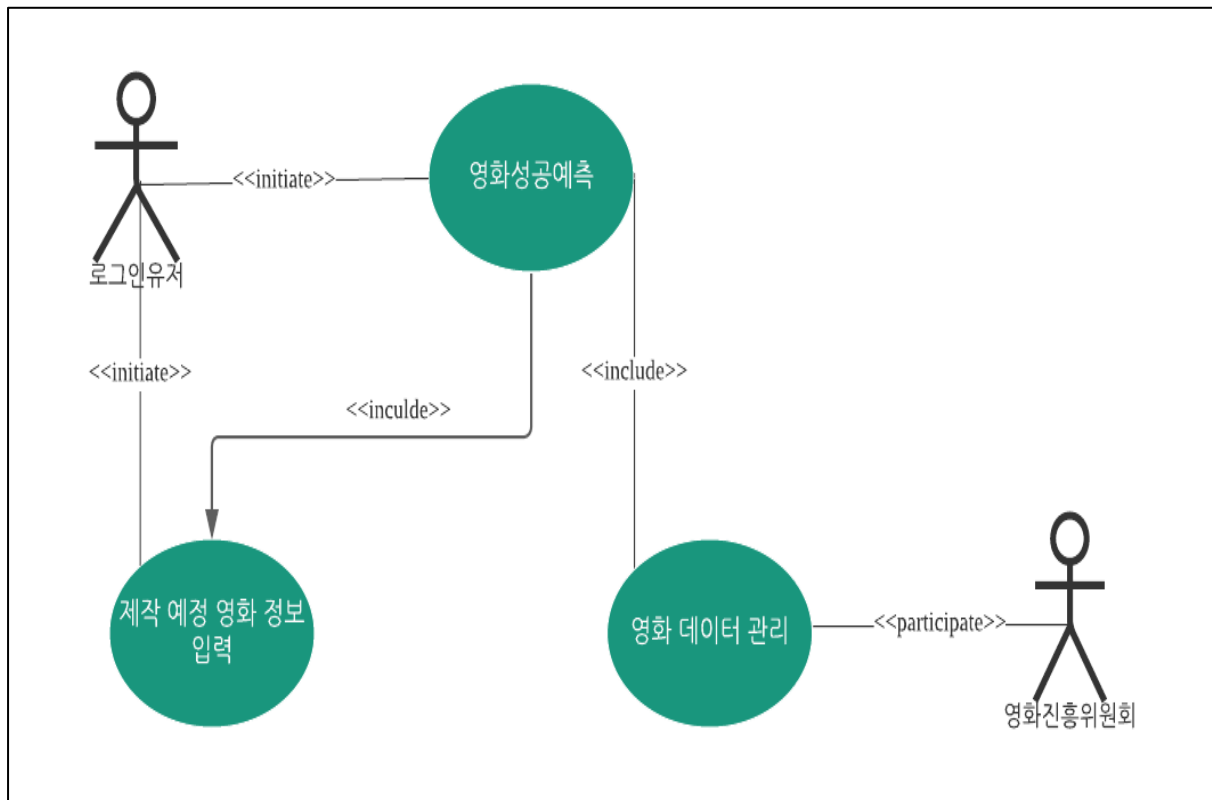 영화성공예측
<<initiate>>
로그인유저
<<initiate>>
<<include>>
<<inculde>>
제작 예정 영화 정보
입력
영화 데이터 관리
<<participate>>
영화진흥위원회